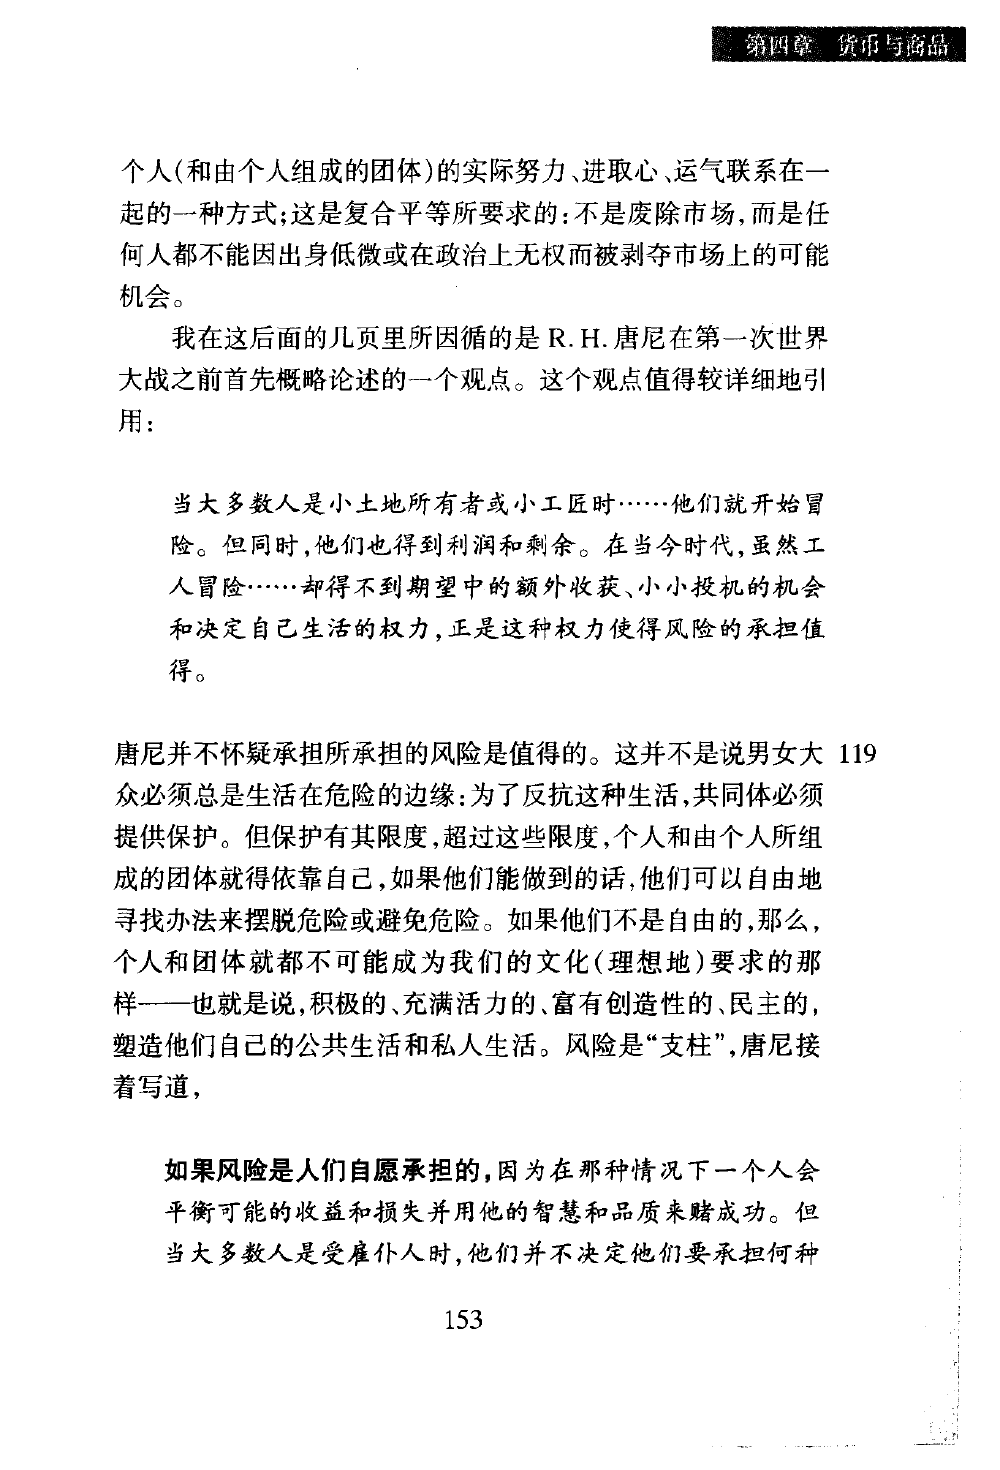 第四章　货币与商品
个人(和由个人组成的团体)的实际努力、进取心、运气联系在一
起的一种方式;这是复合平等所要求的:不是废除市场,而是任
何人都不能因出身低微或在政治上无权而被剥夺市场上的可能
机会。
我在这后面的几页里所因循的是 R. H. 唐尼在第一次世界
大战之前首先概略论述的一个观点。这个观点值得较详细地引
用:
当大多数人是小土地所有者或小工匠时……他们就开始冒
险。但同时,他们也得到利润和剩余。在当今时代,虽然工
人冒险……却得不到期望中的额外收获、小小投机的机会
和决定自己生活的权力,正是这种权力使得风险的承担值
得。
唐尼并不怀疑承担所承担的风险是值得的。这并不是说男女大 119
众必须总是生活在危险的边缘:为了反抗这种生活,共同体必须
提供保护。但保护有其限度,超过这些限度,个人和由个人所组
成的团体就得依靠自己,如果他们能做到的话,他们可以自由地
寻找办法来摆脱危险或避免危险。如果他们不是自由的,那么,
个人和团体就都不可能成为我们的文化(理想地)要求的那
样——也就是说,积极的、充满活力的、富有创造性的、民主的,
塑造他们自己的公共生活和私人生活。风险是“支柱”,唐尼接
着写道,
如果风险是人们自愿承担的,因为在那种情况下一个人会
平衡可能的收益和损失并用他的智慧和品质来赌成功。但
当大多数人是受雇仆人时,他们并不决定他们要承担何种
153